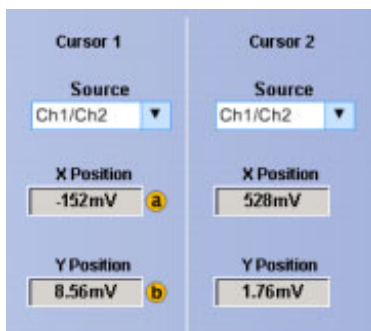 Cursor 1
Cursor 2
Source
Source
Ch1/Ch2
Ch1/Ch2
X Position
X Position
-152mV
a
528mV
Y Position
Y Position
8.56mV
b
1.76mV